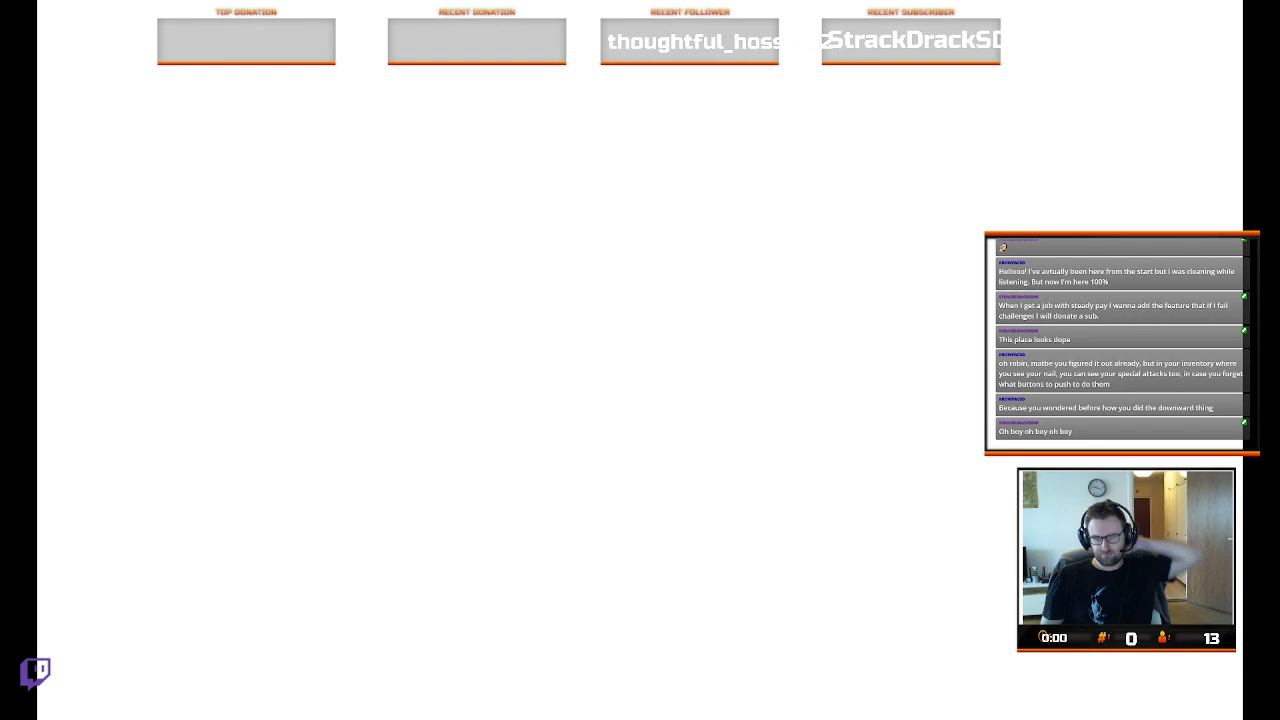 TOP DONATION
RECENT DONATION
RECENT FOLLOWER
RECENT SUBSCRIBER
thoughtful_hoss
StrackDrackSD
Hellooo! I've avtually been here from the start but I was cleaning while
listening. But now I'm here 100%
When I get a job with steady pay I wanna add the feature that if I fail
challenges I will donate a sub.
This place looks dope
oh robin, matbe you figured it out already, but in your inventory where
you see your nail, you can see your special attacks too, in case you forget
what buttons to push to do them
Because you wondered before how you did the downward thing
Oh boy oh boy oh boy
0:00
0
13